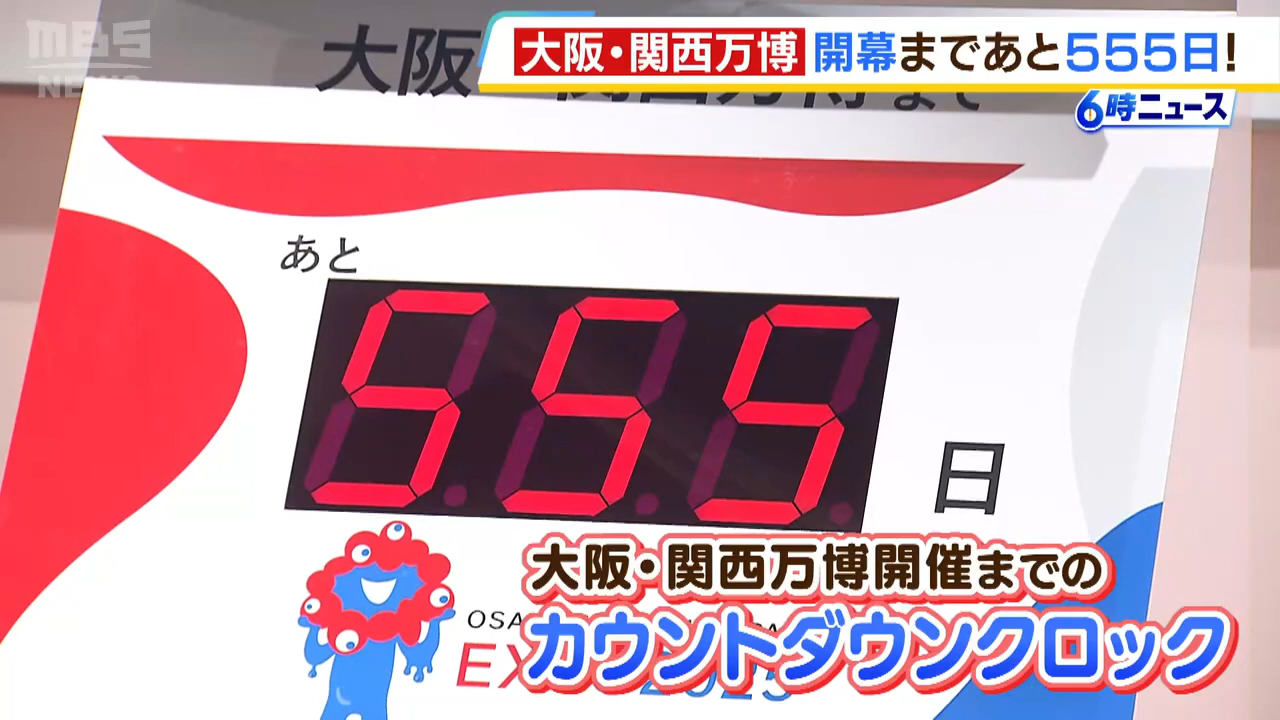 MBS
NEWS
大阪・関西万博 開幕まであと555日!
6時ニュース
大阪
あと
555
日
大阪・関西万博開催までの
カウントダウンクロック